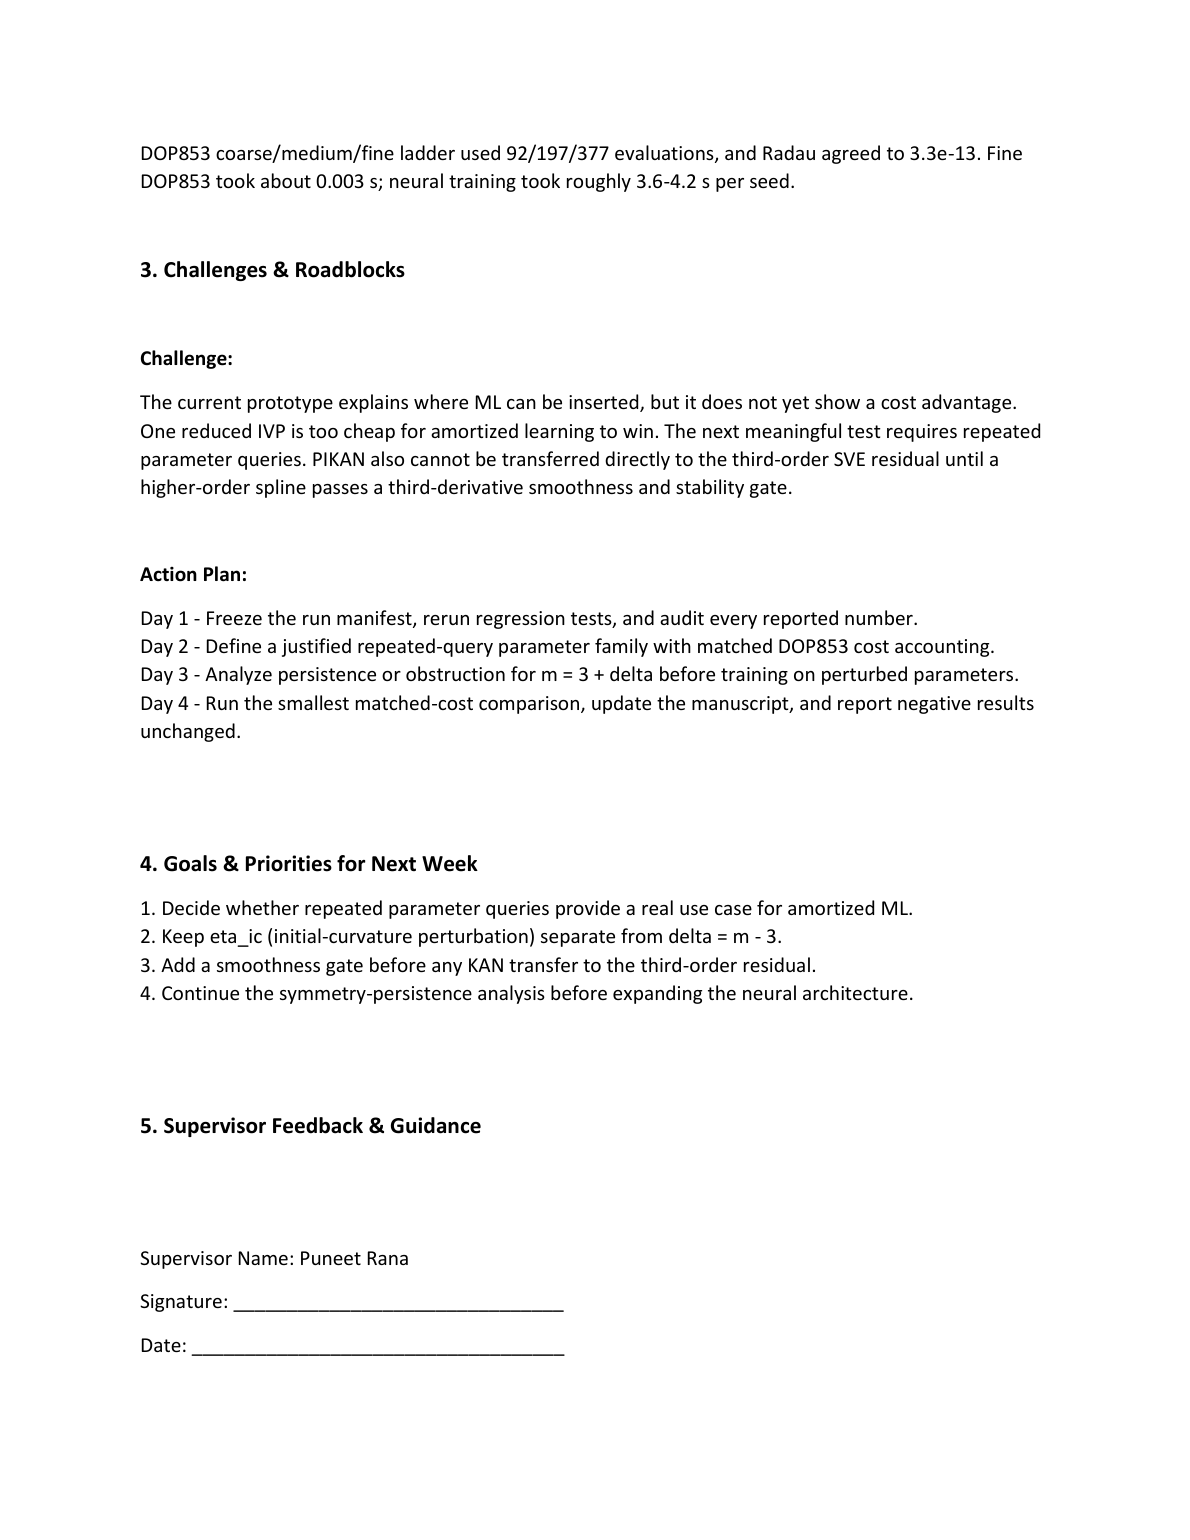 DOP853 coarse/medium/fine ladder used 92/197/377 evaluations, and Radau agreed to 3.3e-13. Fine
DOP853 took about 0.003 s; neural training took roughly 3.6-4.2 s per seed.
3. Challenges & Roadblocks
Challenge:
The current prototype explains where ML can be inserted, but it does not yet show a cost advantage.
One reduced IVP is too cheap for amortized learning to win. The next meaningful test requires repeated
parameter queries. PIKAN also cannot be transferred directly to the third-order SVE residual until a
higher-order spline passes a third-derivative smoothness and stability gate.
Action Plan:
Day 1 - Freeze the run manifest, rerun regression tests, and audit every reported number.
Day 2 - Define a justified repeated-query parameter family with matched DOP853 cost accounting.
Day 3 - Analyze persistence or obstruction for m = 3 + delta before training on perturbed parameters.
Day 4 - Run the smallest matched-cost comparison, update the manuscript, and report negative results
unchanged.
4. Goals & Priorities for Next Week
1. Decide whether repeated parameter queries provide a real use case for amortized ML.
2. Keep eta_ic (initial-curvature perturbation) separate from delta = m - 3.
3. Add a smoothness gate before any KAN transfer to the third-order residual.
4. Continue the symmetry-persistence analysis before expanding the neural architecture.
5. Supervisor Feedback & Guidance
Supervisor Name: Puneet Rana
Signature: _______________________________
Date: ___________________________________